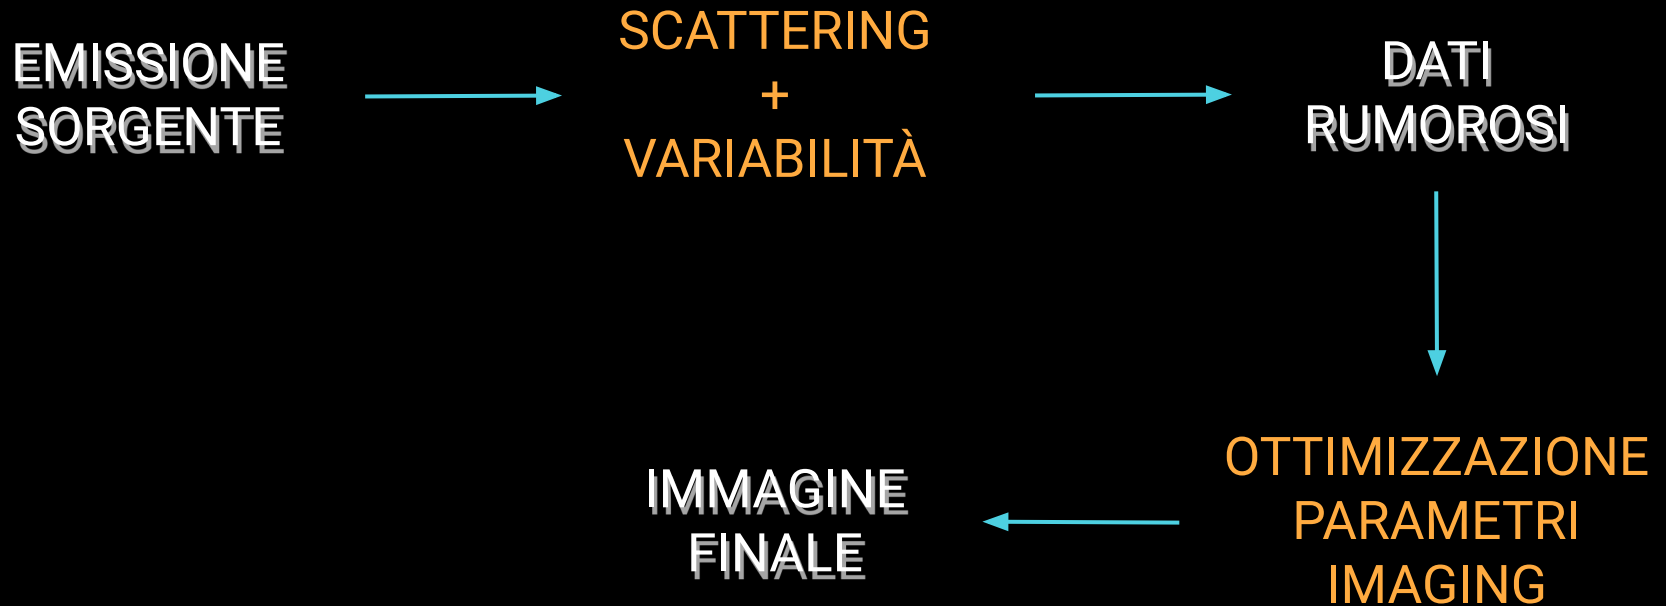 EMISSIONE
SORGENTE
SCATTERING
+
VARIABILITÀ
DATI
RUMOROSI
OTTIMIZZAZIONE
PARAMETRI
IMAGING
IMMAGINE
FINALE